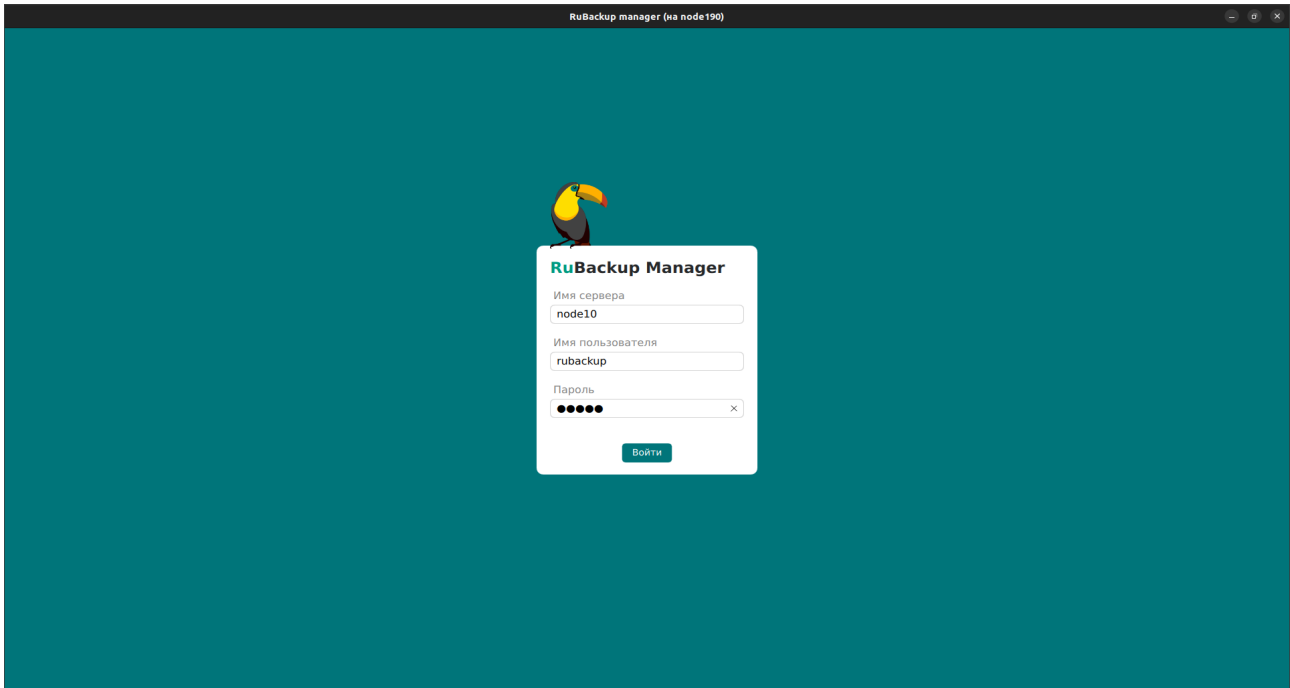 RuBackup manager (на node190)
RuBackup Manager
Имя сервера
node10
Имя пользователя
rubackup
Пароль
●●●●●
Войти